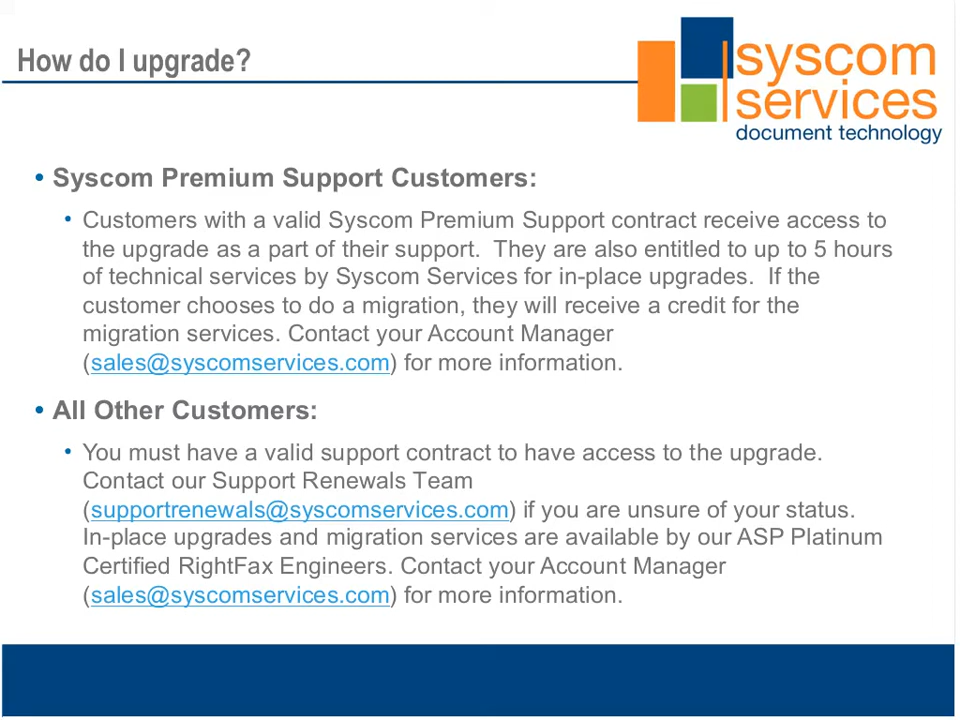 How do I upgrade?
syscom
services
document technology
• Syscom Premium Support Customers:
• Customers with a valid Syscom Premium Support contract receive access to
the upgrade as a part of their support.  They are also entitled to up to 5 hours
of technical services by Syscom Services for in-place upgrades.  If the
customer chooses to do a migration, they will receive a credit for the
migration services. Contact your Account Manager
(sales@syscomservices.com) for more information.
• All Other Customers:
• You must have a valid support contract to have access to the upgrade.
Contact our Support Renewals Team
(supportrenewals@syscomservices.com) if you are unsure of your status.
In-place upgrades and migration services are available by our ASP Platinum
Certified RightFax Engineers. Contact your Account Manager
(sales@syscomservices.com) for more information.